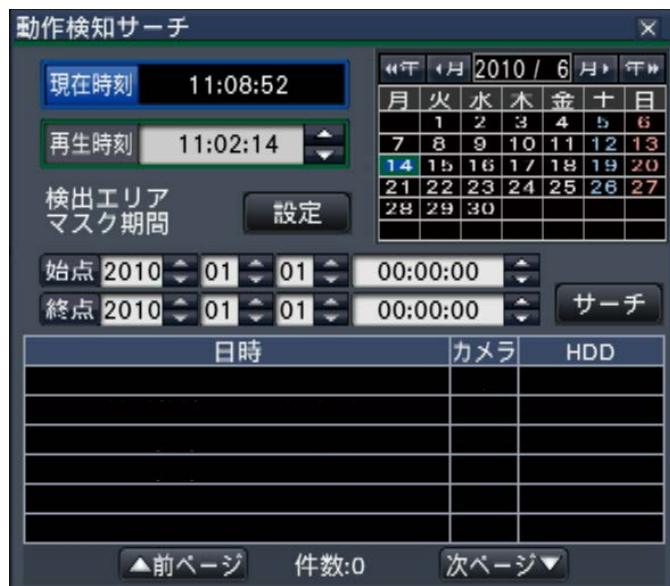 動作検知サーチ ×
現在時刻 11:08:52
再生時刻 11:02:14
検出エリア
マスク期間 設定
««年 ‹月 2010 / 6 月› 年»»
月 火 水 木 金 土 日
1 2 3 4 5 6
7 8 9 10 11 12 13
14 15 16 17 18 19 20
21 22 23 24 25 26 27
28 29 30
始点 2010 01 01 00:00:00
終点 2010 01 01 00:00:00
サーチ
日時 カメラ HDD
▲前ページ 件数:0 次ページ▼